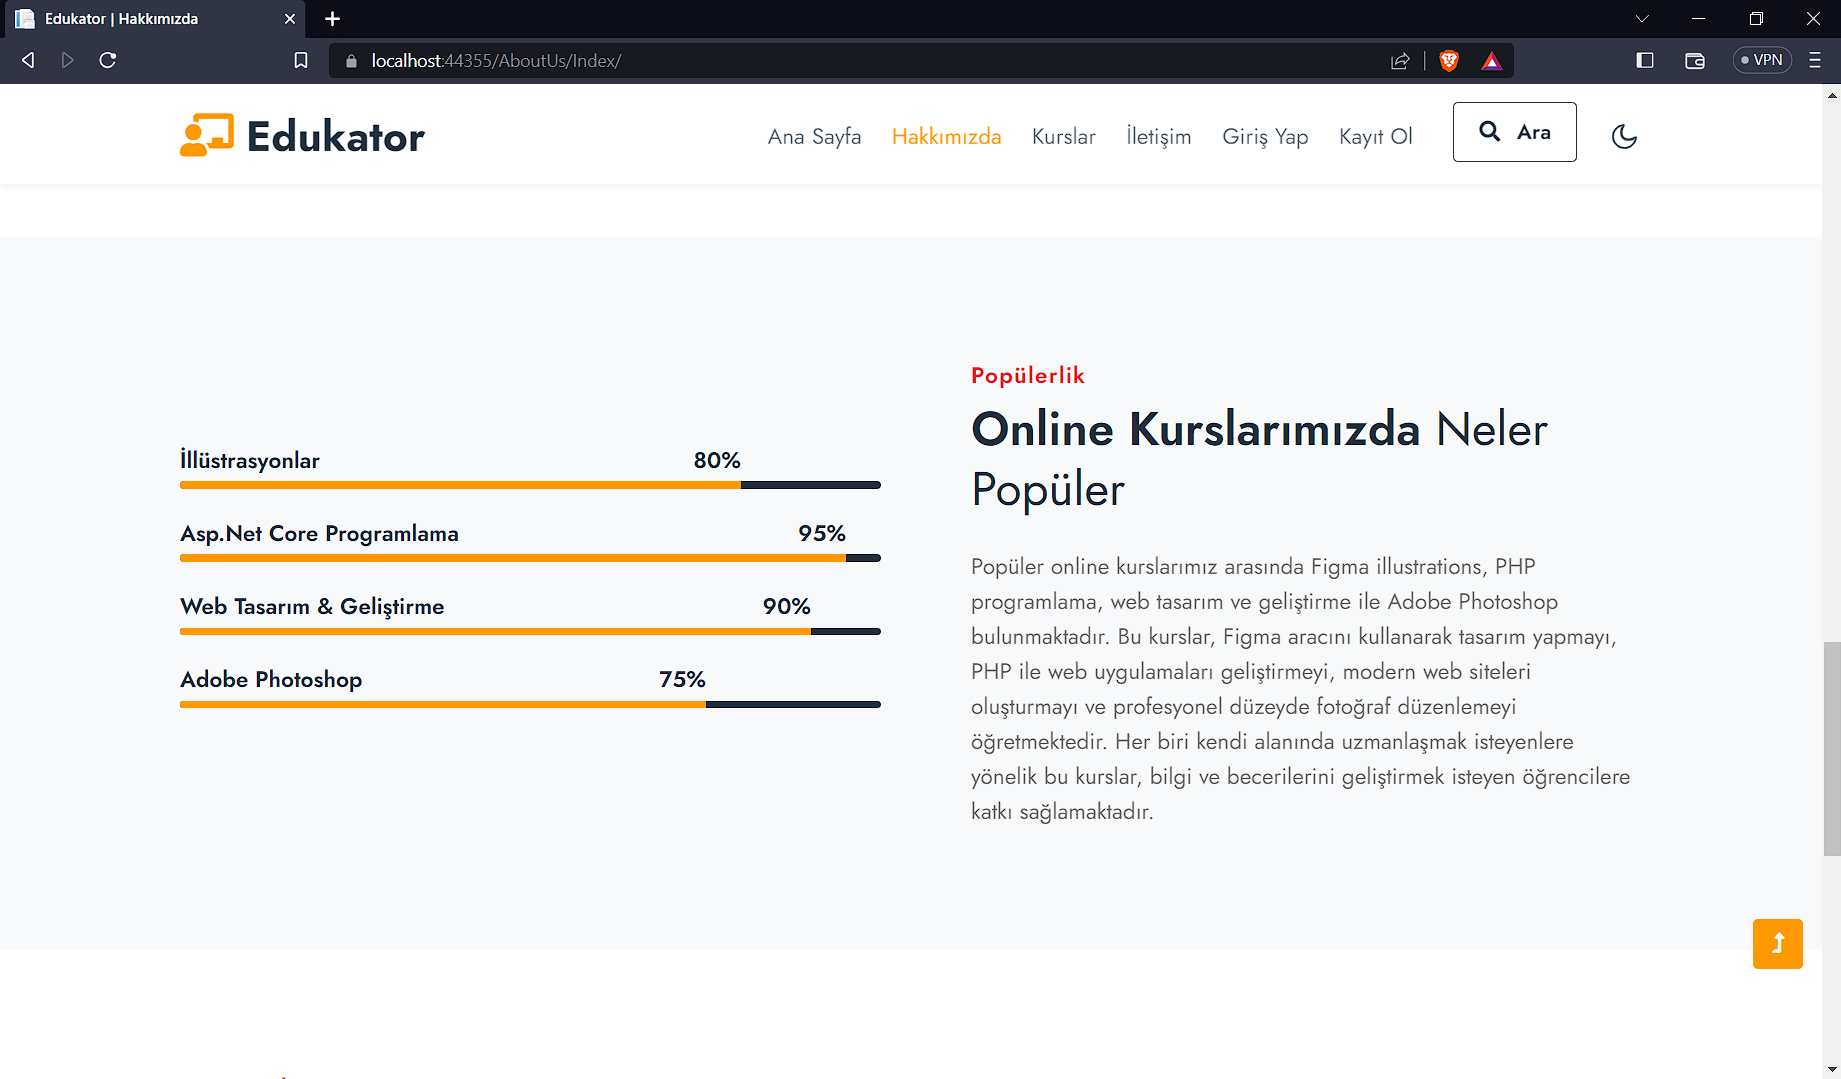 Edukator | Hakkımızda
localhost:44355/AboutUs/Index/
VPN
Edukator
Ana Sayfa
Hakkımızda
Kurslar
İletişim
Giriş Yap
Kayıt Ol
Ara
İllüstrasyonlar 80%
Asp.Net Core Programlama 95%
Web Tasarım & Geliştirme 90%
Adobe Photoshop 75%
Popülerlik
Online Kurslarımızda Neler
Popüler
Popüler online kurslarımız arasında Figma illustrations, PHP
programlama, web tasarım ve geliştirme ile Adobe Photoshop
bulunmaktadır. Bu kurslar, Figma aracını kullanarak tasarım yapmayı,
PHP ile web uygulamaları geliştirmeyi, modern web siteleri
oluşturmayı ve profesyonel düzeyde fotoğraf düzenlemeyi
öğretmektedir. Her biri kendi alanında uzmanlaşmak isteyenlere
yönelik bu kurslar, bilgi ve becerilerini geliştirmek isteyen öğrencilere
katkı sağlamaktadır.